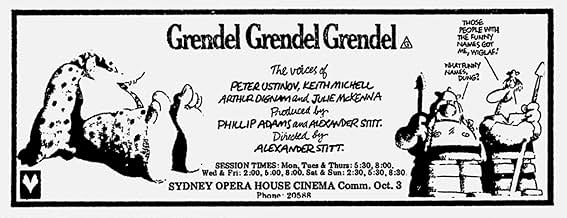 Grendel Grendel Grendel
The voices of
PETER USTINOV, KEITH MICHELL
ARTHUR DIGNAM and JULIE McKENNA
Produced by
PHILLIP ADAMS and ALEXANDER STITT.
Directed by
ALEXANDER STITT.
SESSION TIMES: Mon, Tues & Thurs: 5:30, 8:00.
Wed & Fri: 2:00, 5:00, 8:00. Sat & Sun: 2:30, 5:30, 8:30.
SYDNEY OPERA HOUSE CINEMA Comm. Oct. 3
Phone: 20588
THOSE
PEOPLE WITH
THE FUNNY
NAMES GOT
ME, WIGLAF!
WHAT FUNNY
NAMES,
DUNG?